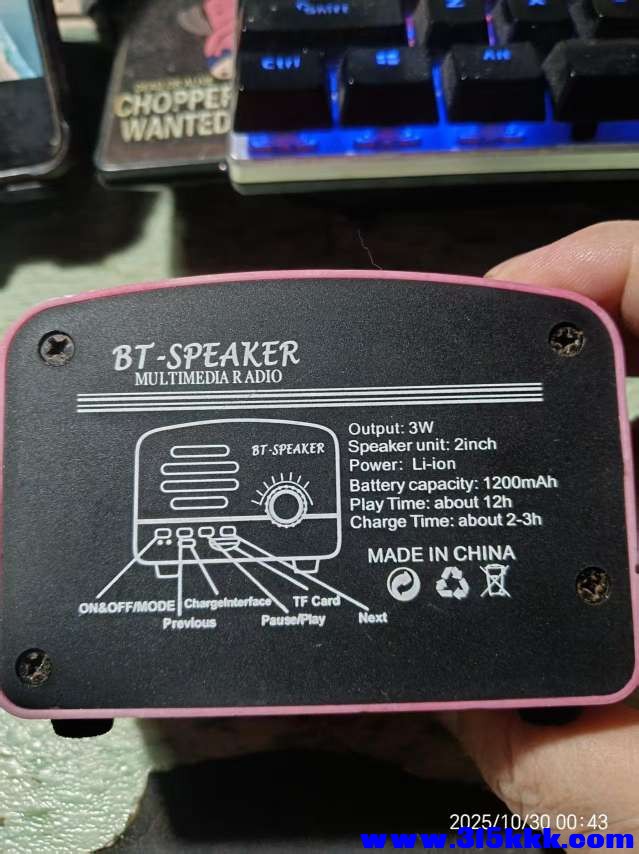 Ctrl
Alt
CHOPPER
WANTED
BT-SPEAKER
MULTIMEDIA RADIO
BT-SPEAKER
Output: 3W
Speaker unit: 2inch
Power: Li-ion
Battery capacity: 1200mAh
Play Time: about 12h
Charge Time: about 2-3h
MADE IN CHINA
ON&OFF/MODE
ChargeInterface
TF Card
Previous
Pause/Play
Next
2025/10/30 00:43
www.315kkk.com